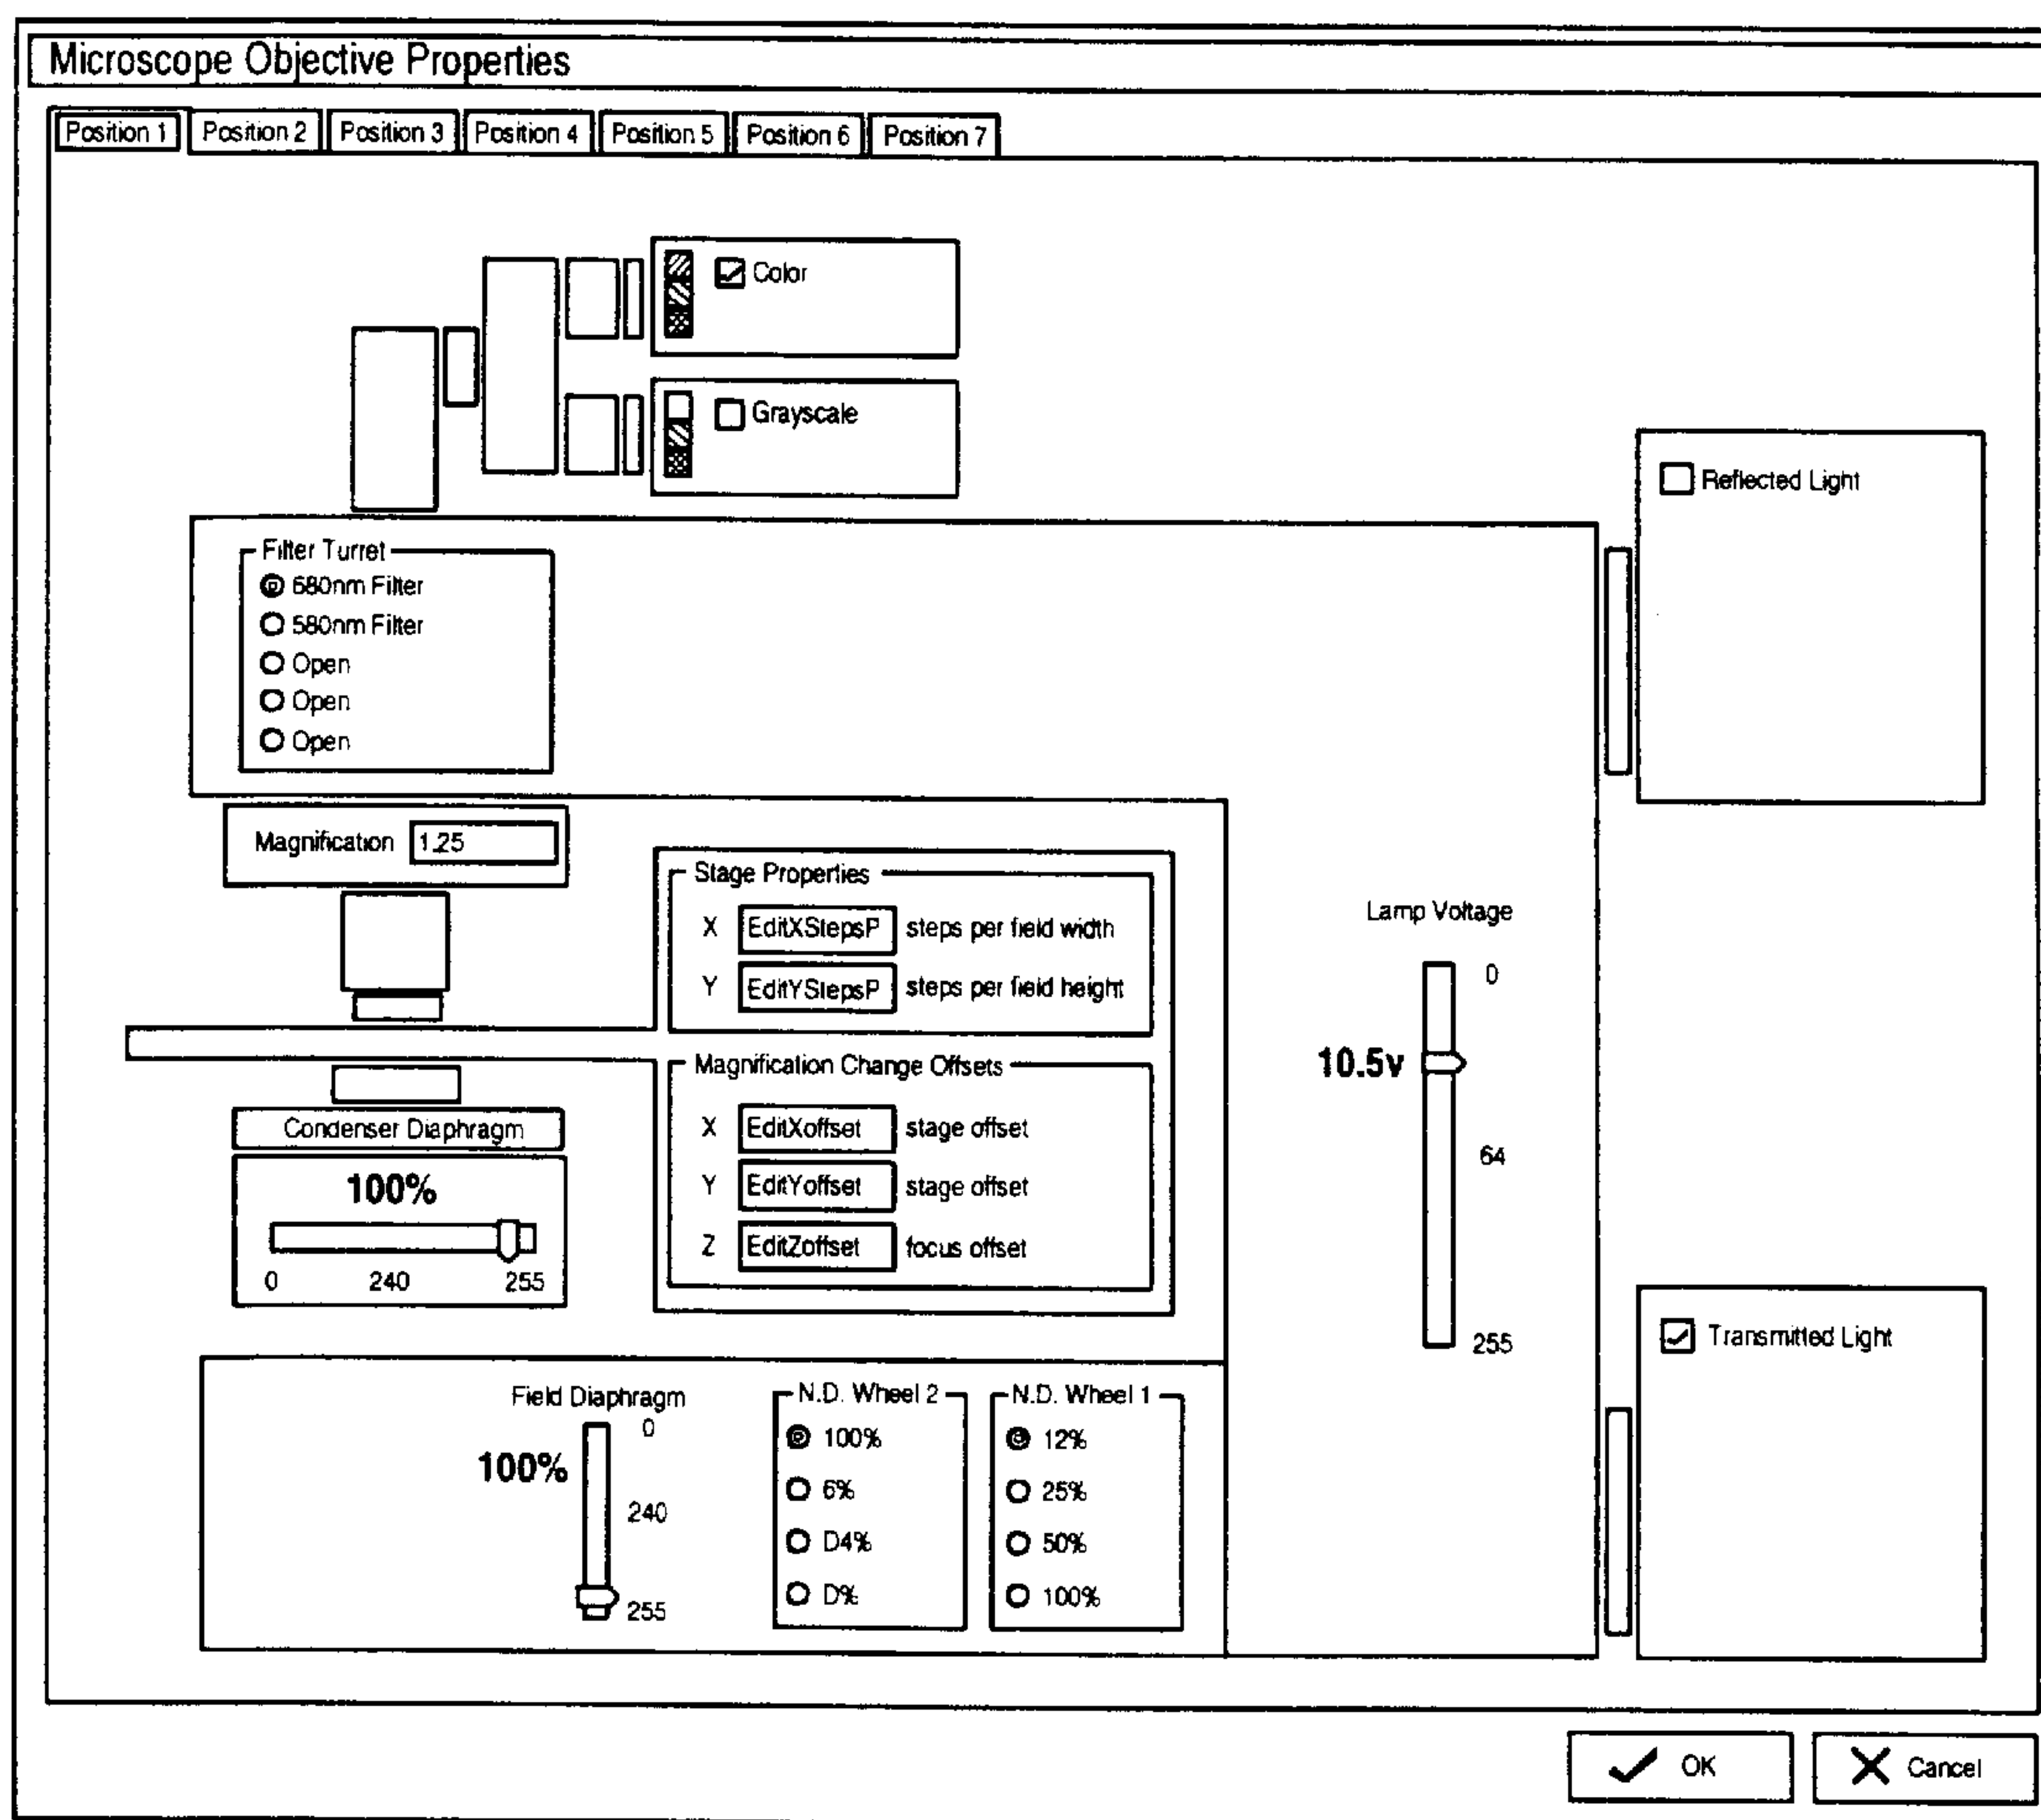 Microscope Objective Properties
Position 1 Position 2 Position 3 Position 4 Position 5 Position 6 Position 7
Color
Grayscale
Reflected Light
Filter Turret
680nm Filter
580nm Filter
Open
Open
Open
Magnification 1.25
Stage Properties
X EditXStepsP steps per field width
Y EditYStepsP steps per field height
Magnification Change Offsets
X EditXoffset stage offset
Y EditYoffset stage offset
Z EditZoffset focus offset
Condenser Diaphragm
100%
0 240 255
Lamp Voltage
0
10.5v
64
255
Transmitted Light
Field Diaphragm
0
100%
240
255
N.D. Wheel 2
100%
6%
D4%
D%
N.D. Wheel 1
12%
25%
50%
100%
OK Cancel